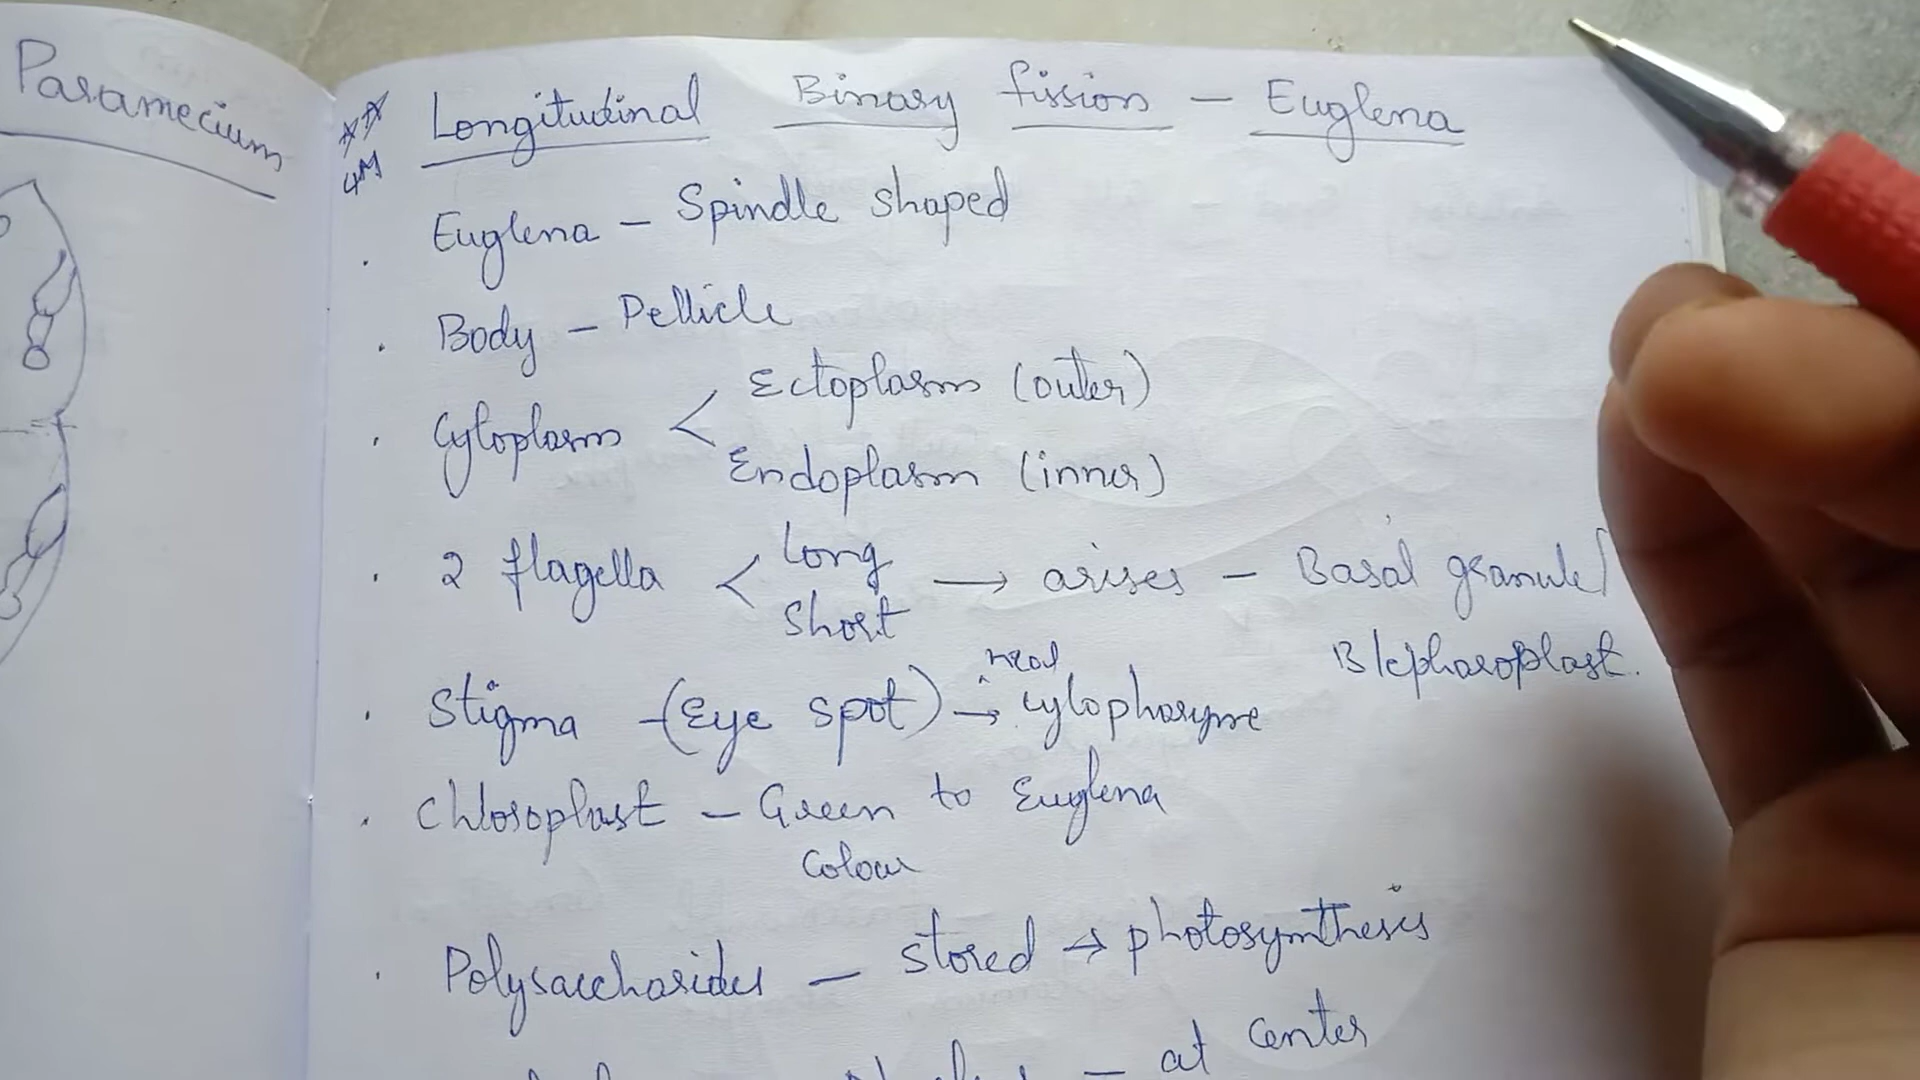 Paramecium
** Longitudinal Binary fission - Euglena
4M
. Euglena - Spindle shaped
. Body - Pellicle
. Cytoplasm < Ectoplasm (outer)
Endoplasm (inner)
. 2 flagella < long
short → arises - Basal granule/
Blepharoplast.
near
. Stigma - (Eye spot) → cytopharynx
. Chloroplast - Green to Euglena
Colour
. Polysaccharides - stored → photosynthesis
- at center